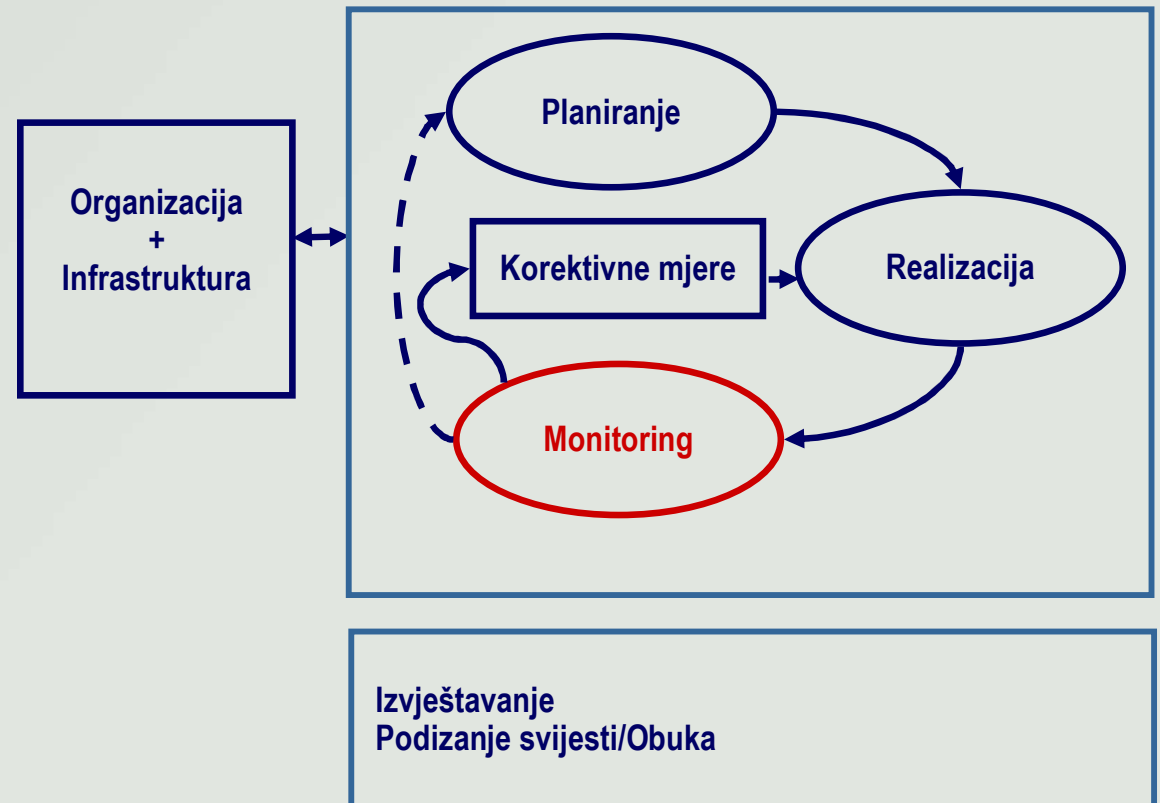 Planiranje
Organizacija
+
Infrastruktura
Korektivne mjere
Realizacija
Monitoring
Izvještavanje
Podizanje svijesti/Obuka